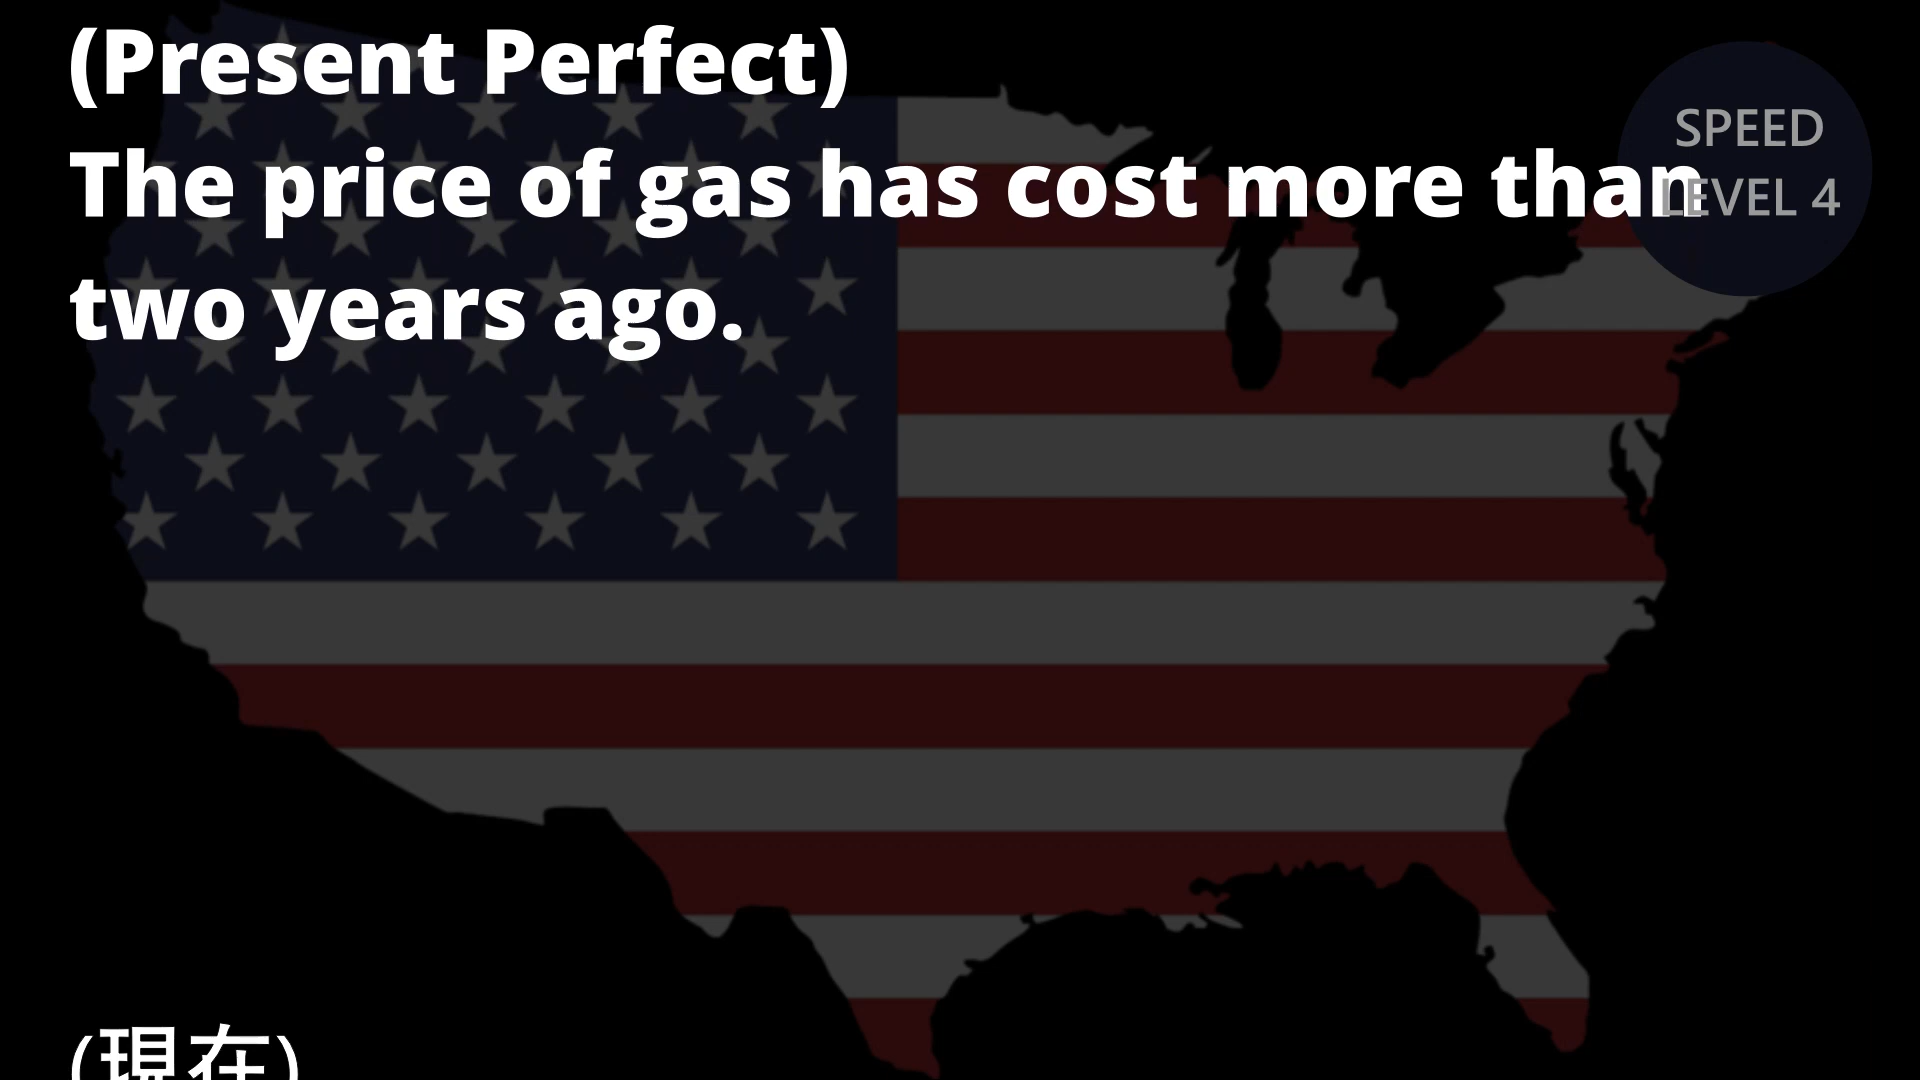 (Present Perfect)
The price of gas has cost more than
two years ago.
SPEED
LEVEL 4
(現在)